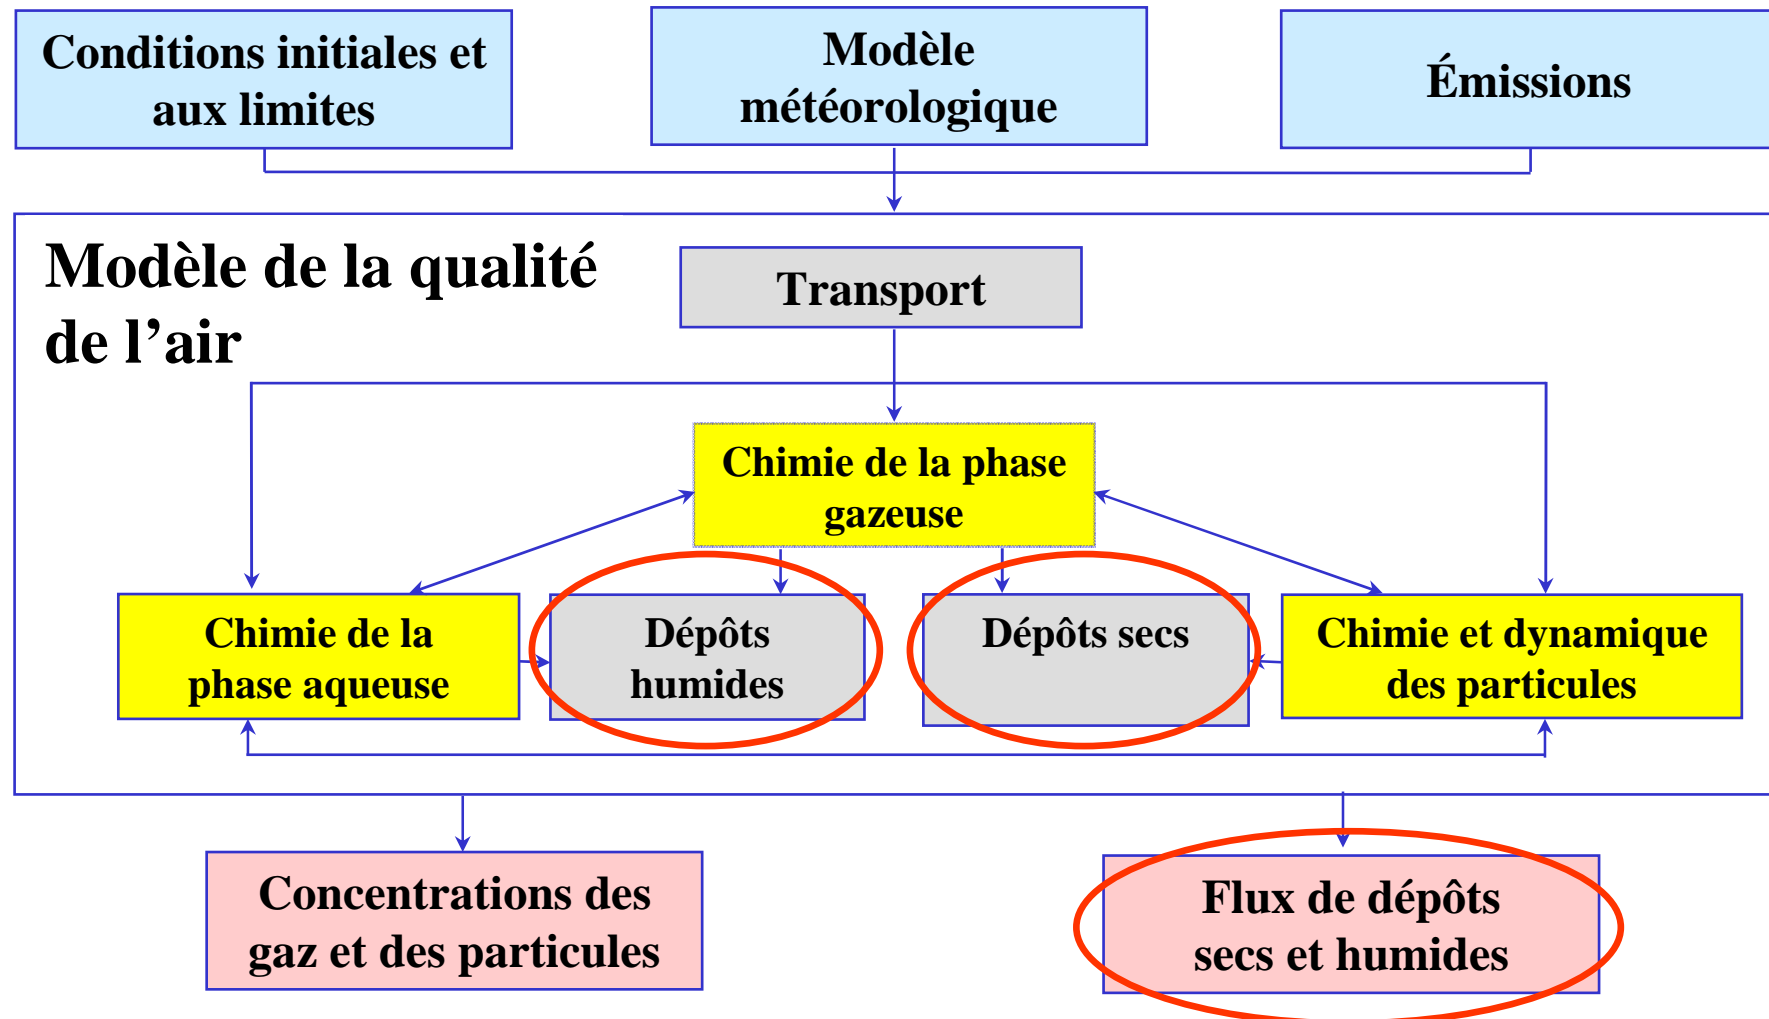 Conditions initiales et
aux limites
Modèle
météorologique
Émissions
Modèle de la qualité
de l’air
Transport
Chimie de la phase
gazeuse
Chimie de la
phase aqueuse
Dépôts
humides
Dépôts secs
Chimie et dynamique
des particules
Concentrations des
gaz et des particules
Flux de dépôts
secs et humides